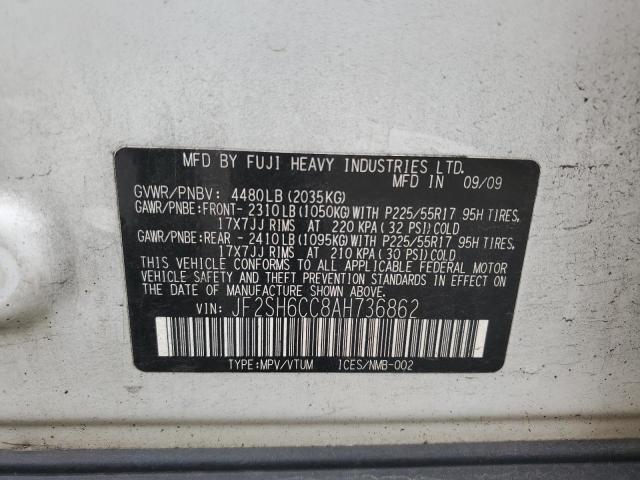 MFD BY FUJI HEAVY INDUSTRIES LTD.
MFD IN 09/09
GVWR/PNBV: 4480LB (2035KG)
GAWR/PNBE:FRONT- 2310LB(1050KG)WITH P225/55R17 95H TIRES,
17X7JJ RIMS AT 220 KPA (32 PSI)COLD
GAWR/PNBE:REAR - 2410LB(1095KG)WITH P225/55R17 95H TIRES,
17X7JJ RIMS AT 210 KPA (30 PSI)COLD
THIS VEHICLE CONFORMS TO ALL APPLICABLE FEDERAL MOTOR
VEHICLE SAFETY AND THEFT PREVENTION STANDARDS IN EFFECT
ON THE DATE OF MANUFACTURE SHOWN ABOVE.
VIN: JF2SH6CC8AH736862
TYPE:MPV/VTUM ICES/NMB-002